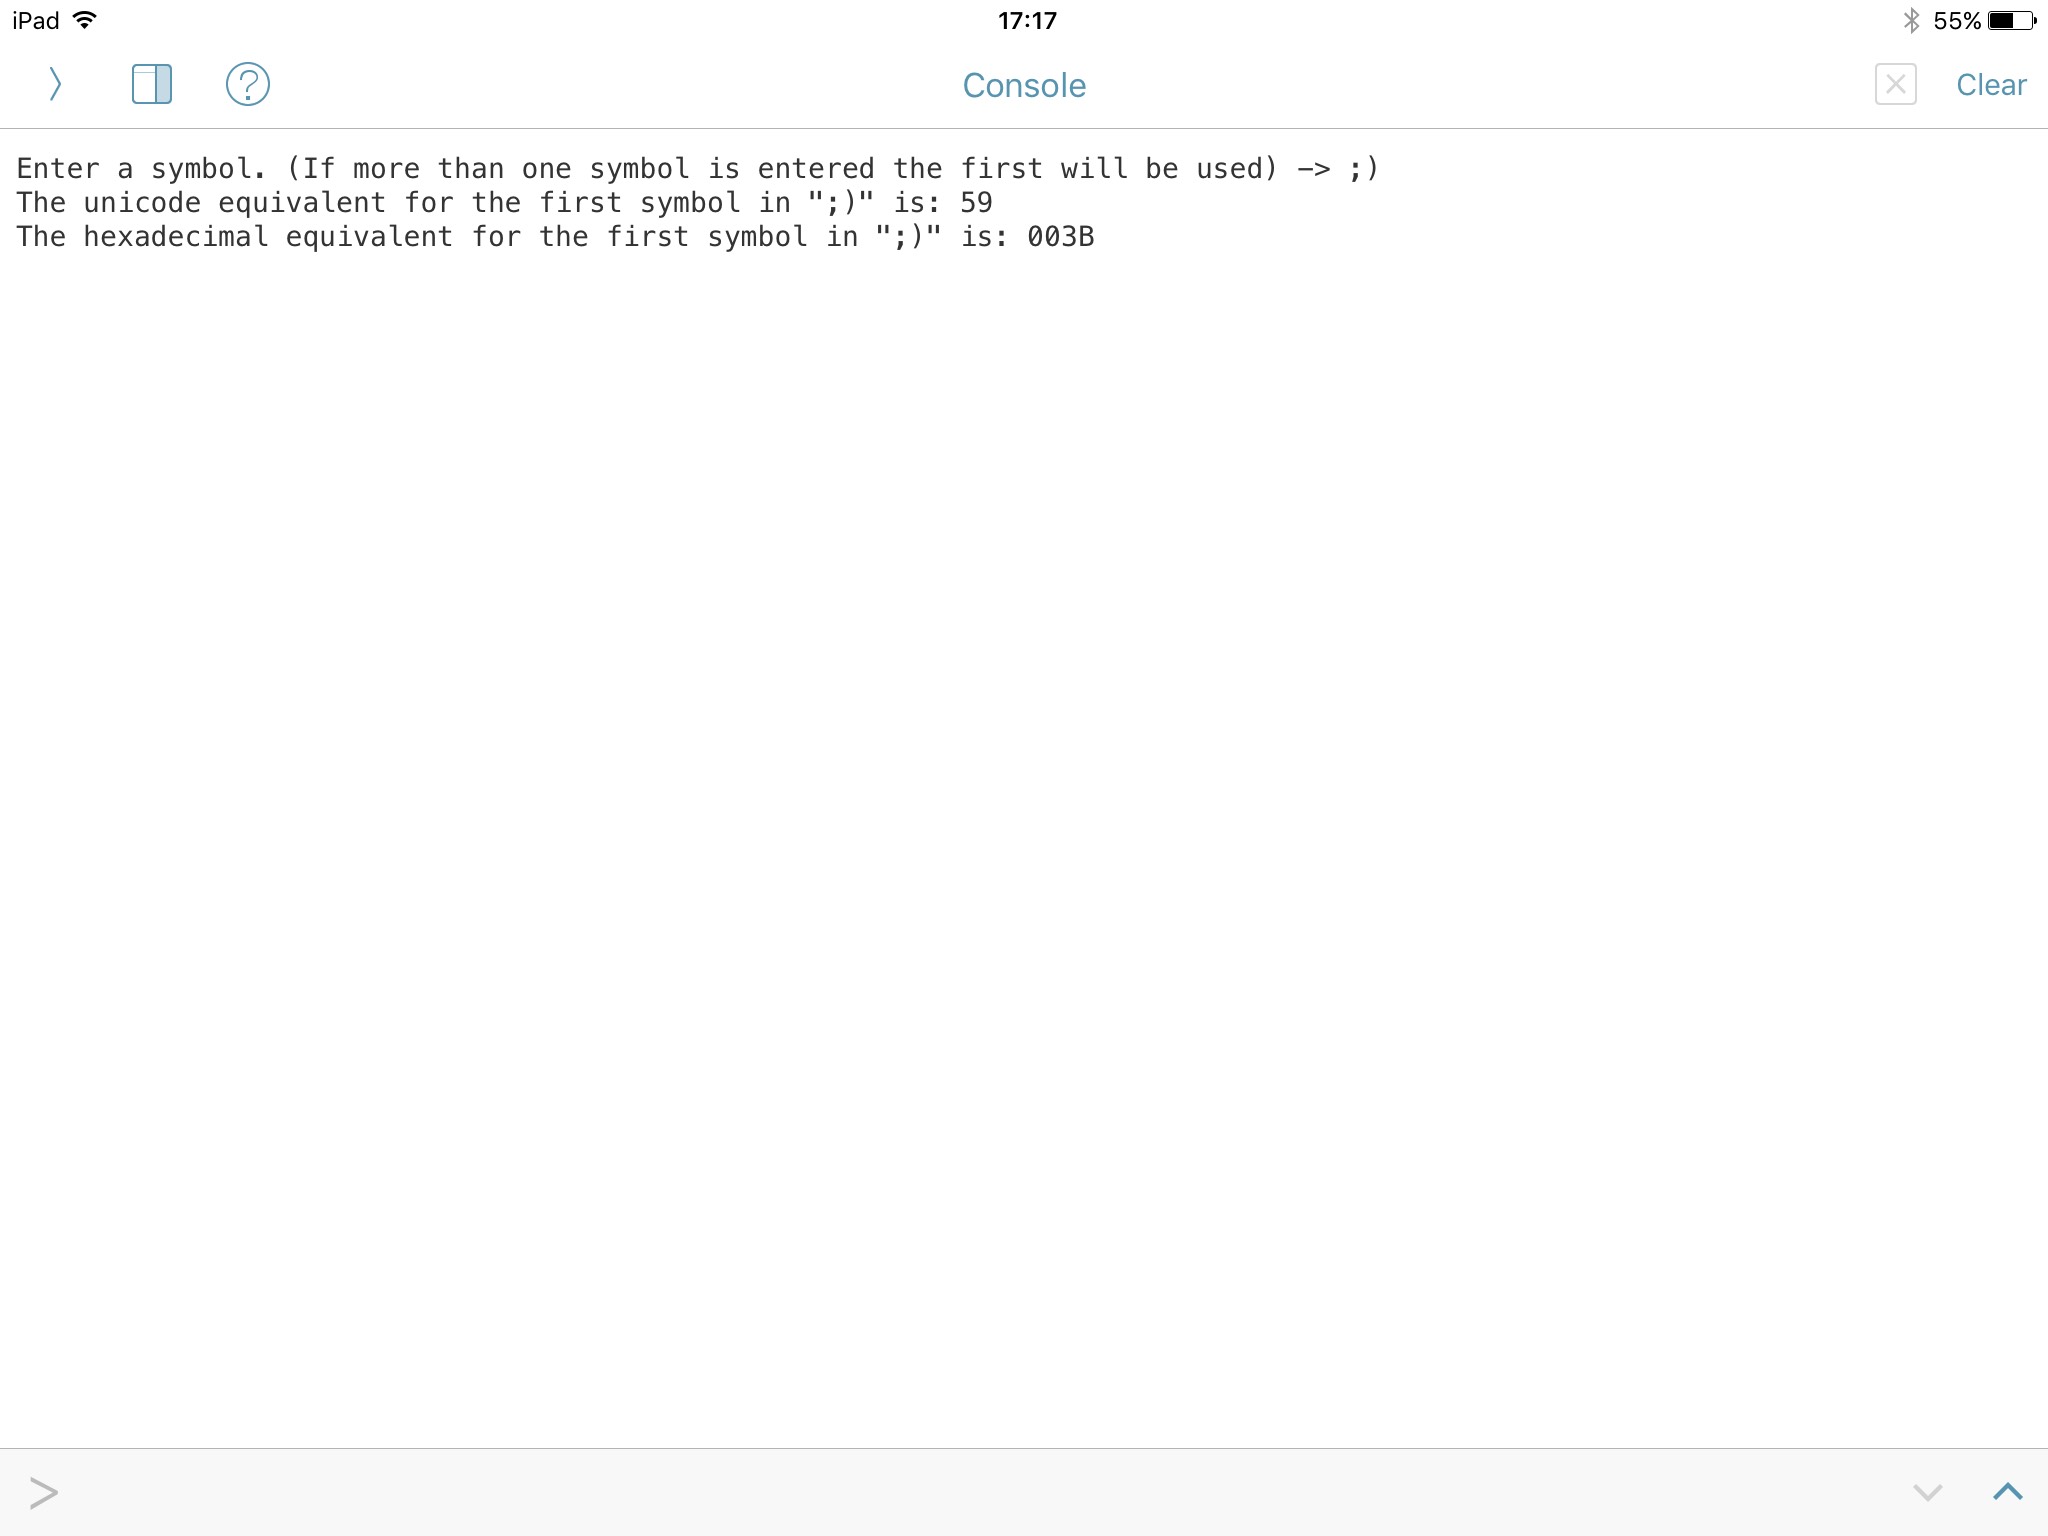 iPad 17:17 55%
? Console Clear
Enter a symbol. (If more than one symbol is entered the first will be used) —> ;)
The unicode equivalent for the first symbol in ";)" is: 59
The hexadecimal equivalent for the first symbol in ";)" is: 003B
>